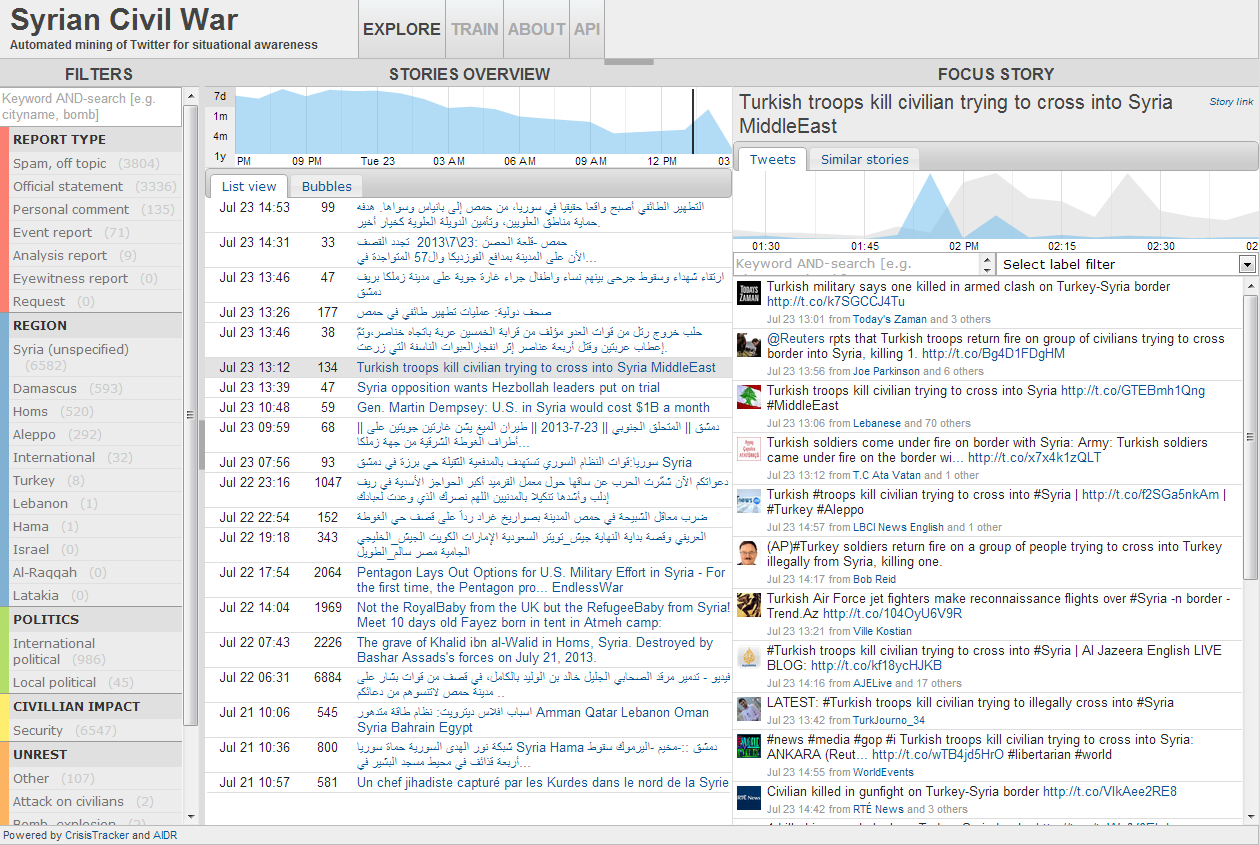 Syrian Civil War
Automated mining of Twitter for situational awareness
EXPLORE
TRAIN
ABOUT
API
FILTERS
Keyword AND-search [e.g.
cityname, bomb]
REPORT TYPE
Spam, off topic (3804)
Official statement (3336)
Personal comment (135)
Event report (71)
Analysis report (9)
Eyewitness report (0)
Request (0)
REGION
Syria (unspecified)
(6582)
Damascus (593)
Homs (520)
Aleppo (292)
International (32)
Turkey (8)
Lebanon (1)
Hama (1)
Israel (0)
Al-Raqqah (0)
Latakia (0)
POLITICS
International
political (986)
Local political (45)
CIVILLIAN IMPACT
Security (6547)
UNREST
Other (107)
Attack on civilians (2)
Bomb, explosion (2)
Powered by CrisisTracker and AIDR
STORIES OVERVIEW
7d
1m
4m
1y
PM 09 PM Tue 23 03 AM 06 AM 09 AM 12 PM 03
List view
Bubbles
Jul 23 14:53 99 التطهير الطائفي أصبح واقعا حقيقيا في سوريا، من حمص إلى بانياس وسواها. هدفه
حماية مناطق العلويين، وتأمين الدويلة العلوية كخيار أخير.
Jul 23 14:31 33 حمص -قلعة الحصن :23\7\2013 تجدد القصف
الأن على المدينة بمدافع الفوزديكا وال57 المتواجدة في...
Jul 23 13:46 47 ارتقاء شهداء وسقوط جرحى بينهم نساء واطفال جراء غارة جوية على مدينة زملكا بريف
دمشق
Jul 23 13:26 177 صحف دولية: عمليات تطهير طائفي في حمص
Jul 23 13:46 38 حلب خروج رتل من قوات العدو مؤلف من قرابة الخمسين عربة باتجاه خناصر،وتمّ
إعطاب عربتين وقتل أربعة عناصر إثر انفجارالعبوات الناسفة التي زرعت.
Jul 23 13:12 134 Turkish troops kill civilian trying to cross into Syria MiddleEast
Jul 23 13:39 47 Syria opposition wants Hezbollah leaders put on trial
Jul 23 10:48 59 Gen. Martin Dempsey: U.S. in Syria would cost $1B a month
Jul 23 09:59 68 دمشق || المتحلق الجنوبي || 23-7-2013 || طيران الميغ يشن غارتين جويتين على ||
أطراف الغوطة الشرقية من جهة زملكا...
Jul 23 07:56 93 سوريا:قوات النظام السوري تستهدف بالمدفعية الثقيلة حي برزة في دمشق Syria
Jul 22 23:16 1047 دعواتكم الأن شمّرت الحرب عن ساقها حول معمل القرميد أكبر الحواجز الأسدية في ريف
إدلب وأشدها تنكيلا بالمدنيين اللهم نصرك الذي وعدت لعبادك
Jul 22 22:54 152 ضرب معاقل الشبيحة في حمص المدينة بصواريخ غراد رداً على قصف حي الغوطة
Jul 22 19:18 343 العريفي وقصة بداية النهاية جيش_تويتر السعودية الإمارات الكويت الجيش_الخليجي
الجامية مصر سالم_الطويل
Jul 22 17:54 2064 Pentagon Lays Out Options for U.S. Military Effort in Syria - For
the first time, the Pentagon pro... EndlessWar
Jul 22 14:04 1969 Not the RoyalBaby from the UK but the RefugeeBaby from Syria!
Meet 10 days old Fayez born in tent in Atmeh camp:
Jul 22 07:43 2226 The grave of Khalid ibn al-Walid in Homs, Syria. Destroyed by
Bashar Assads's forces on July 21, 2013.
Jul 22 06:31 6884 فيديو - تدمير مرقد الصحابي الجليل خالد بن الوليد بالكامل، في قصف من قوات بشار على
مدينة حمص لاتنسوهم من دعائكم ..
Jul 21 10:06 545 اسباب افلاس ديترويت: نظام طاقة متدهور Amman Qatar Lebanon Oman
Syria Bahrain Egypt
Jul 21 10:36 800 شبكة نور الهدى السورية حماة سوريا Syria Hama دمشق ::-مخيم -اليرموك سقوط
أربعة قذائف في محيط مسجد البشير في...
Jul 21 10:57 581 Un chef jihadiste capturé par les Kurdes dans le nord de la Syrie
FOCUS STORY
Turkish troops kill civilian trying to cross into Syria
MiddleEast
Story link
Tweets
Similar stories
01:30 01:45 02 PM 02:15 02:30 02
Keyword AND-search [e.g.
Select label filter
Turkish military says one killed in armed clash on Turkey-Syria border
http://t.co/k7SGCCJ4Tu
Jul 23 13:01 from Today's Zaman and 3 others
@Reuters rpts that Turkish troops return fire on group of civilians trying to cross
border into Syria, killing 1. http://t.co/Bg4D1FDgHM
Jul 23 13:56 from Joe Parkinson and 6 others
Turkish troops kill civilian trying to cross into Syria http://t.co/GTEBmh1Qng
#MiddleEast
Jul 23 13:06 from Lebanese and 70 others
Turkish soldiers come under fire on border with Syria: Army: Turkish soldiers
came under fire on the border wi... http://t.co/x7x4k1zQLT
Jul 23 13:12 from T.C Ata Vatan and 1 other
Turkish #troops kill civilian trying to cross into #Syria | http://t.co/f2SGa5nkAm |
#Turkey #Aleppo
Jul 23 14:57 from LBCI News English and 1 other
(AP)#Turkey soldiers return fire on a group of people trying to cross into Turkey
illegally from Syria, killing one.
Jul 23 14:17 from Bob Reid
Turkish Air Force jet fighters make reconnaissance flights over #Syria -n border -
Trend.Az http://t.co/104OyU6V9R
Jul 23 13:21 from Ville Kostian
#Turkish troops kill civilian trying to cross into #Syria | Al Jazeera English LIVE
BLOG: http://t.co/kf18ycHJKB
Jul 23 14:16 from AJELive and 17 others
LATEST: #Turkish troops kill civilian trying to illegally cross into #Syria
Jul 23 13:42 from TurkJourno_34
#news #media #gop #i Turkish troops kill civilian trying to cross into Syria:
ANKARA (Reut... http://t.co/wTB4jd5HrO #libertarian #world
Jul 23 14:55 from WorldEvents
Civilian killed in gunfight on Turkey-Syria border http://t.co/VlkAee2RE8
Jul 23 14:42 from RTÉ News and 3 others